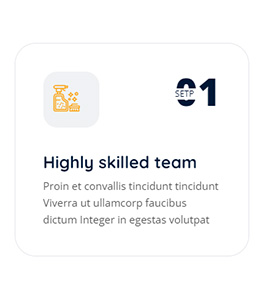 01
SETP
Highly skilled team
Proin et convallis tincidunt tincidunt
Viverra ut ullamcorp faucibus
dictum Integer in egestas volutpat